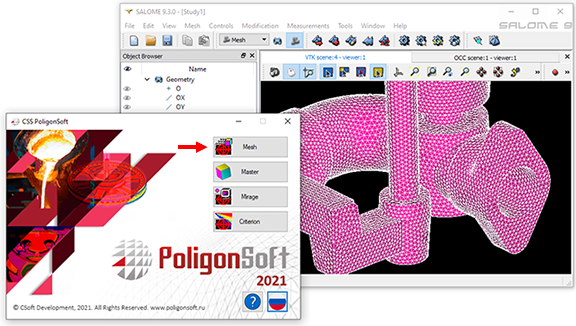 SALOME 9.3.0 - [Study1]
File Edit View Mesh Controls Modification Measurements Tools Window Help
SALOME 9
Mesh
Object Browser
VTK scene:4 - viewer:1
OCC scene:1 - viewer:1
Name
Geometry
O
OX
OY
CSS PoligonSoft
Mesh
Master
Mirage
Criterion
PoligonSoft
2021
?
© CSoft Development, 2021. All Rights Reserved. www.poligonsoft.ru